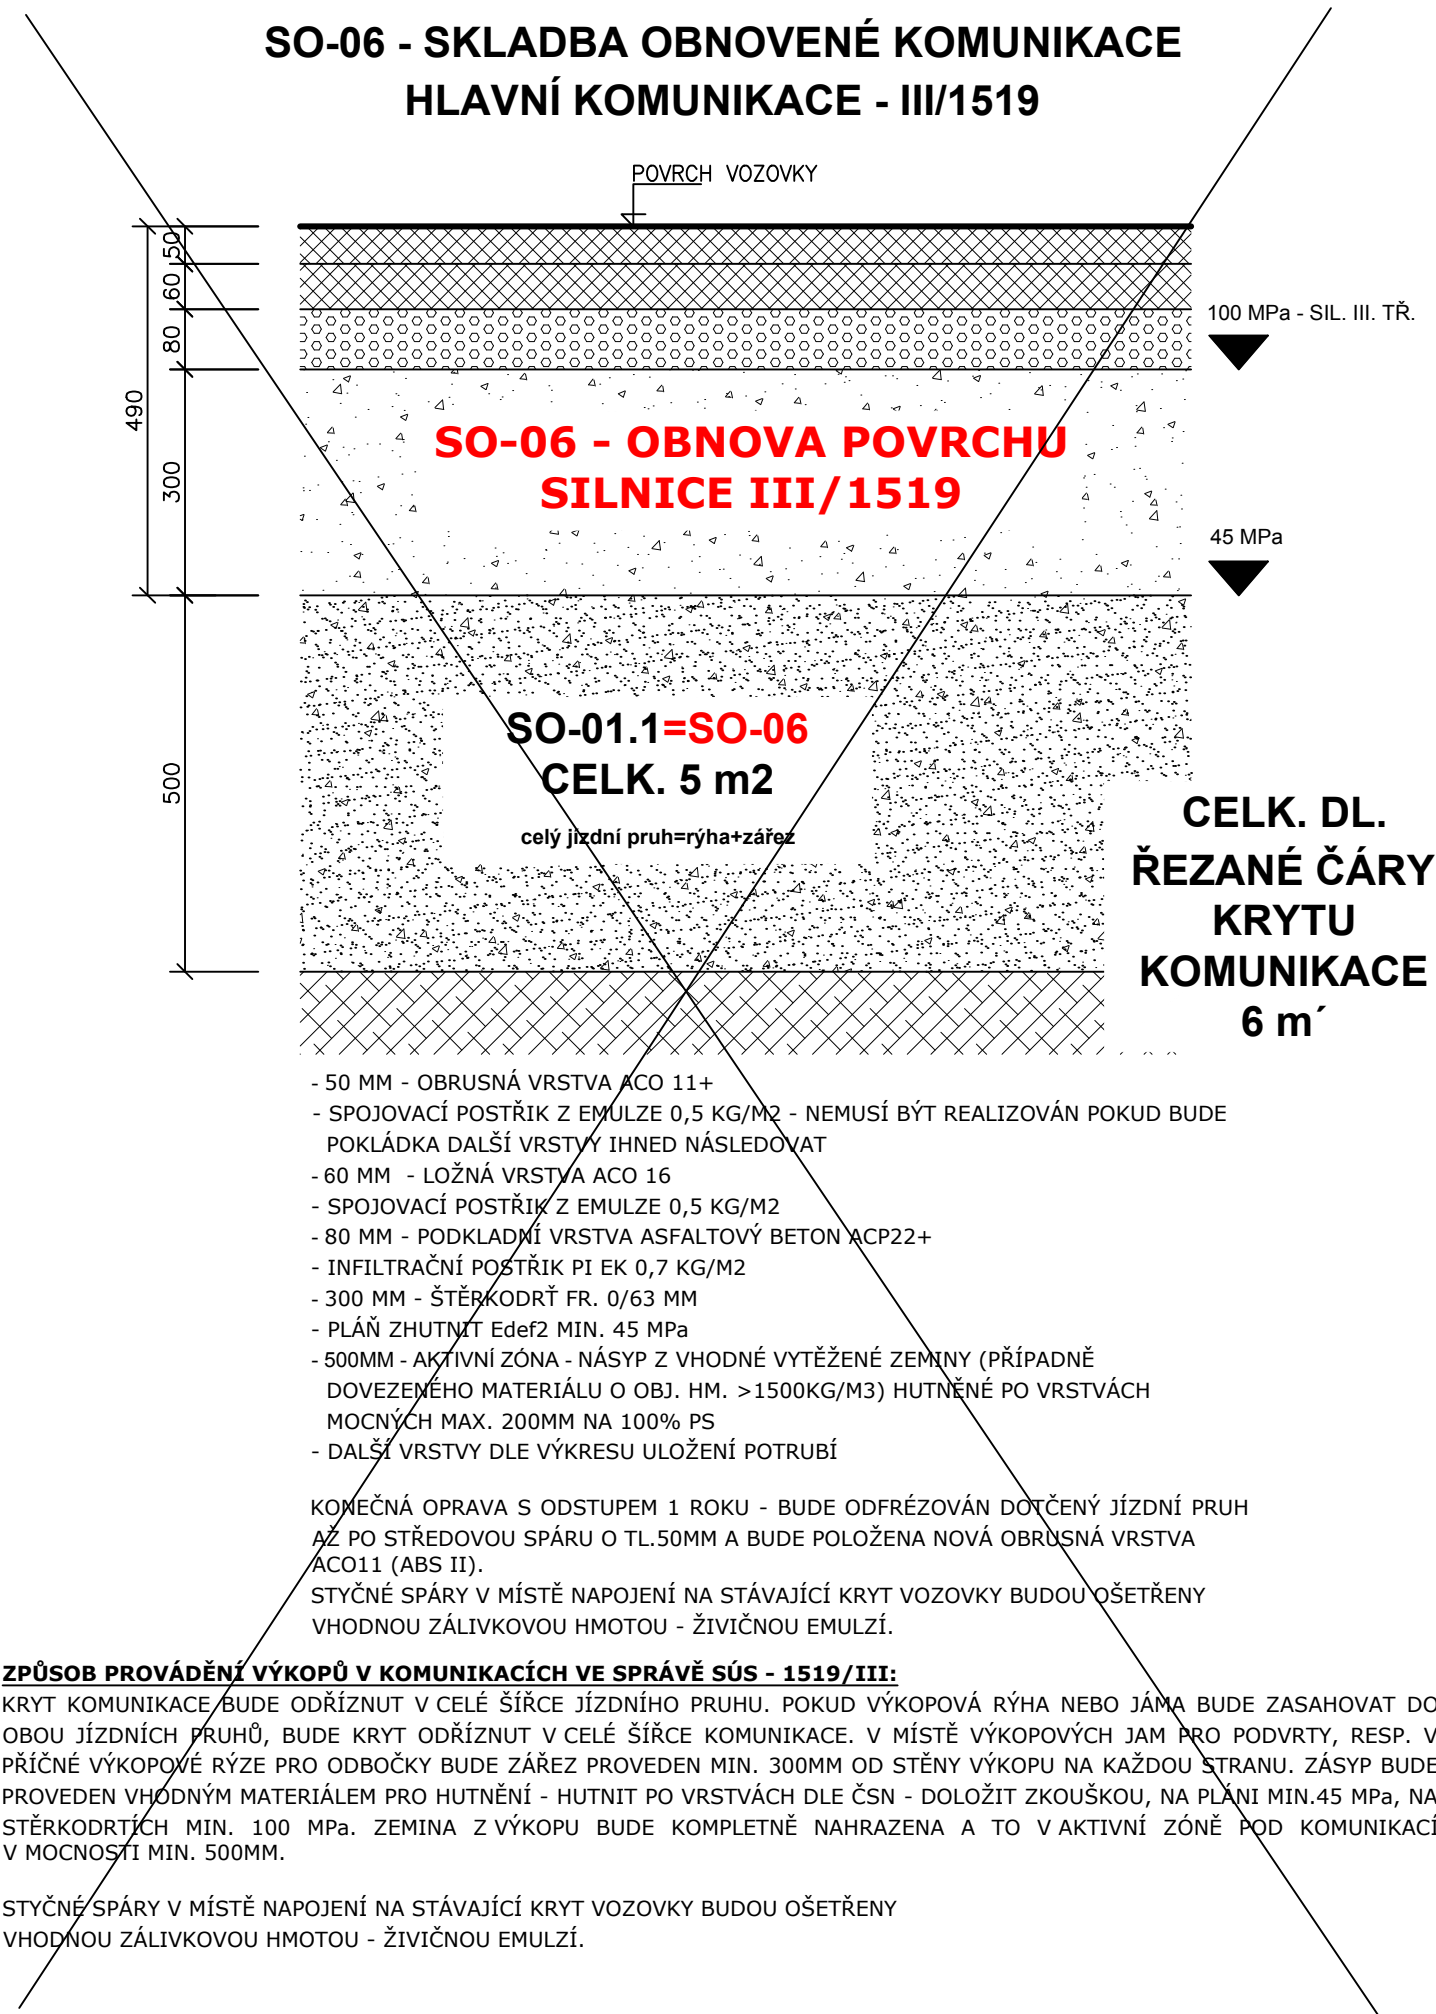 SO-06 - SKLADBA OBNOVENÉ KOMUNIKACE
HLAVNÍ KOMUNIKACE - III/1519
POVRCH VOZOVKY
50
60
80
490
300
500
100 MPa - SIL. III. TŘ.
SO-06 - OBNOVA POVRCHU
SILNICE III/1519
45 MPa
SO-01.1=SO-06
CELK. 5 m2
celý jízdní pruh=rýha+zářez
CELK. DL.
ŘEZANÉ ČÁRY
KRYTU
KOMUNIKACE
6 m´
- 50 MM - OBRUSNÁ VRSTVA ACO 11+
- SPOJOVACÍ POSTŘIK Z EMULZE 0,5 KG/M2 - NEMUSÍ BÝT REALIZOVÁN POKUD BUDE
POKLÁDKA DALŠÍ VRSTVY IHNED NÁSLEDOVAT
- 60 MM - LOŽNÁ VRSTVA ACO 16
- SPOJOVACÍ POSTŘIK Z EMULZE 0,5 KG/M2
- 80 MM - PODKLADNÍ VRSTVA ASFALTOVÝ BETON ACP22+
- INFILTRAČNÍ POSTŘIK PI EK 0,7 KG/M2
- 300 MM - ŠTĚRKODRŤ FR. 0/63 MM
- PLÁŇ ZHUTNIT Edef2 MIN. 45 MPa
- 500MM - AKTIVNÍ ZÓNA - NÁSYP Z VHODNÉ VYTĚŽENÉ ZEMINY (PŘÍPADNĚ
DOVEZENÉHO MATERIÁLU O OBJ. HM. >1500KG/M3) HUTNĚNÉ PO VRSTVÁCH
MOCNÝCH MAX. 200MM NA 100% PS
- DALŠÍ VRSTVY DLE VÝKRESU ULOŽENÍ POTRUBÍ
KONEČNÁ OPRAVA S ODSTUPEM 1 ROKU - BUDE ODFRÉZOVÁN DOTČENÝ JÍZDNÍ PRUH
AŽ PO STŘEDOVOU SPÁRU O TL.50MM A BUDE POLOŽENA NOVÁ OBRUSNÁ VRSTVA
ACO11 (ABS II).
STYČNÉ SPÁRY V MÍSTĚ NAPOJENÍ NA STÁVAJÍCÍ KRYT VOZOVKY BUDOU OŠETŘENY
VHODNOU ZÁLIVKOVOU HMOTOU - ŽIVIČNOU EMULZÍ.
ZPŮSOB PROVÁDĚNÍ VÝKOPŮ V KOMUNIKACÍCH VE SPRÁVĚ SÚS - 1519/III:
KRYT KOMUNIKACE BUDE ODŘÍZNUT V CELÉ ŠÍŘCE JÍZDNÍHO PRUHU. POKUD VÝKOPOVÁ RÝHA NEBO JÁMA BUDE ZASAHOVAT DO
OBOU JÍZDNÍCH PRUHŮ, BUDE KRYT ODŘÍZNUT V CELÉ ŠÍŘCE KOMUNIKACE. V MÍSTĚ VÝKOPOVÝCH JAM PRO PODVRTY, RESP. V
PŘÍČNÉ VÝKOPOVÉ RÝZE PRO ODBOČKY BUDE ZÁŘEZ PROVEDEN MIN. 300MM OD STĚNY VÝKOPU NA KAŽDOU STRANU. ZÁSYP BUDE
PROVEDEN VHODNÝM MATERIÁLEM PRO HUTNĚNÍ - HUTNIT PO VRSTVÁCH DLE ČSN - DOLOŽIT ZKOUŠKOU, NA PLÁNI MIN.45 MPa, NA
STĚRKODRTÍCH MIN. 100 MPa. ZEMINA Z VÝKOPU BUDE KOMPLETNĚ NAHRAZENA A TO V AKTIVNÍ ZÓNĚ POD KOMUNIKACÍ
V MOCNOSTI MIN. 500MM.
STYČNÉ SPÁRY V MÍSTĚ NAPOJENÍ NA STÁVAJÍCÍ KRYT VOZOVKY BUDOU OŠETŘENY
VHODNOU ZÁLIVKOVOU HMOTOU - ŽIVIČNOU EMULZÍ.